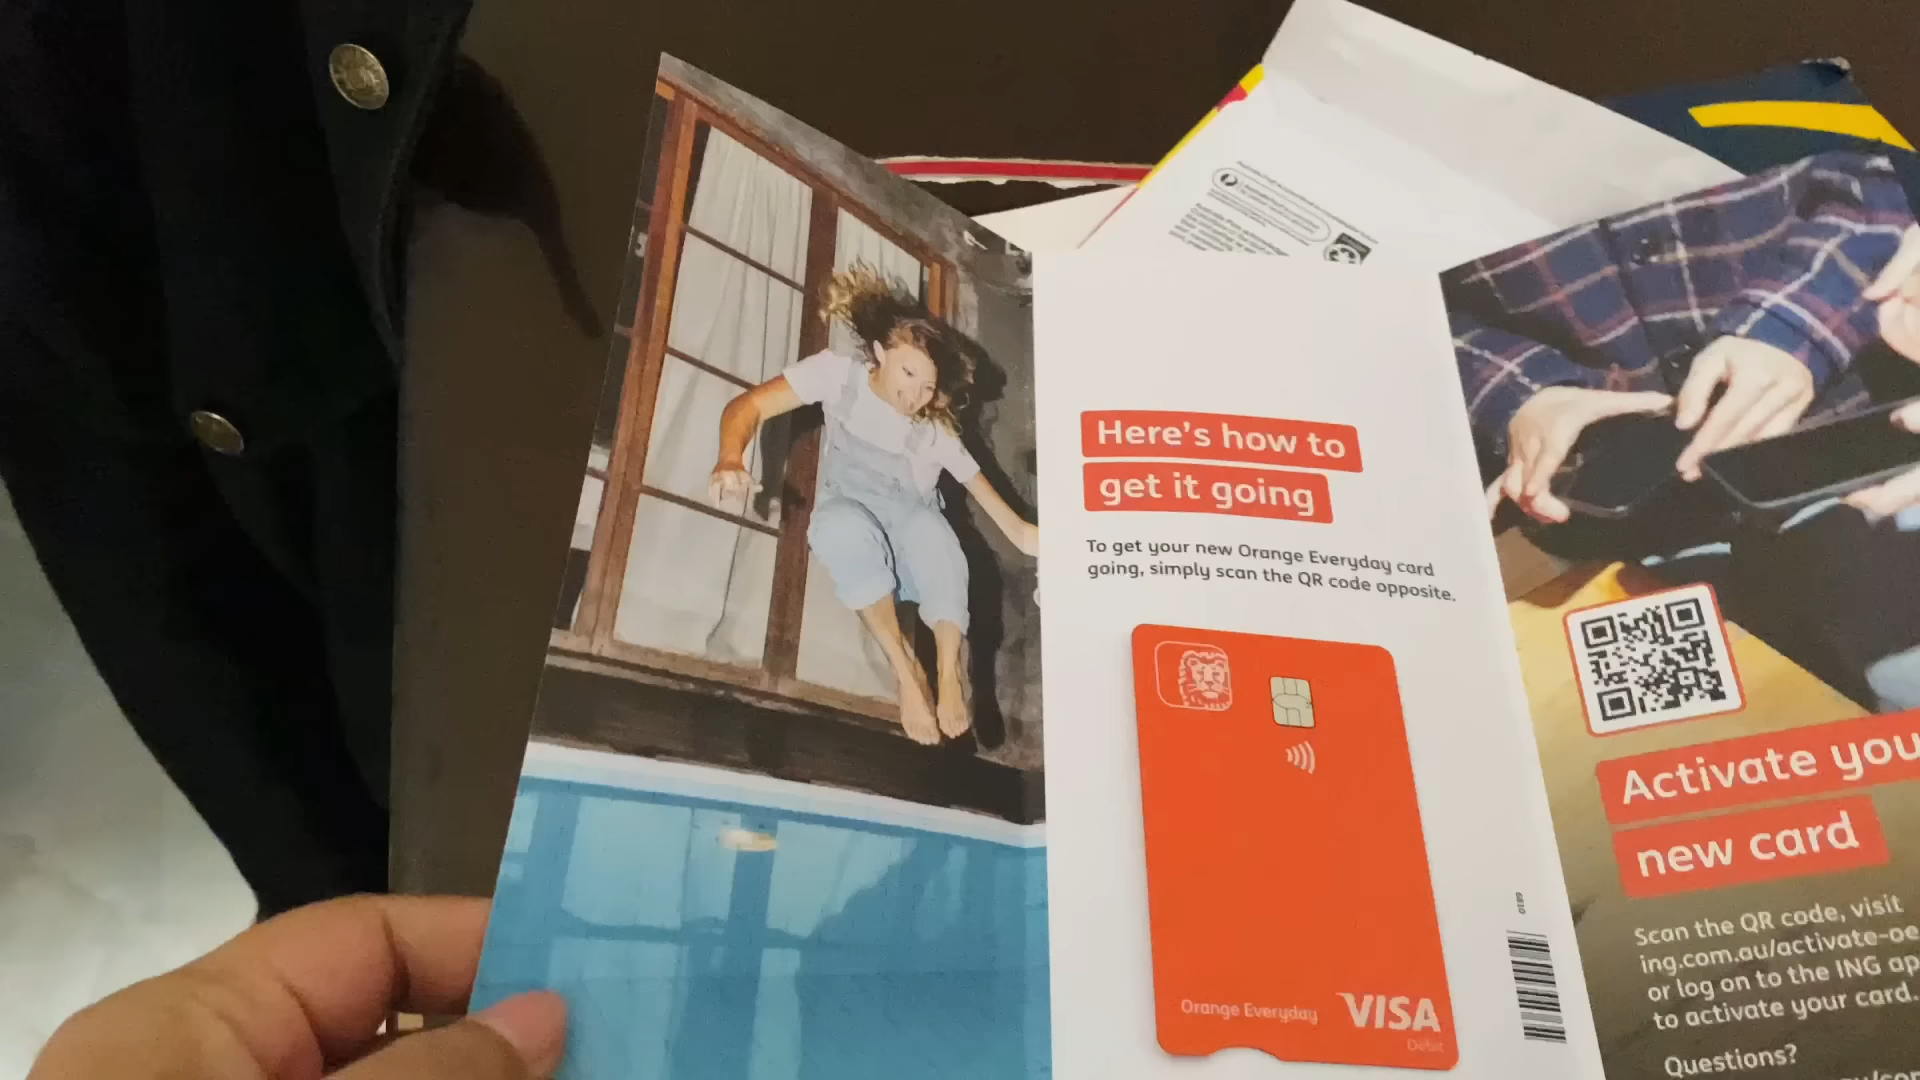 Here's how to
get it going
To get your new Orange Everyday card
going, simply scan the QR code opposite.
Orange Everyday
VISA
Debit
Activate you
new card
Scan the QR code, visit
ing.com.au/activate-oe
or log on to the ING ap
to activate your card.
Questions?